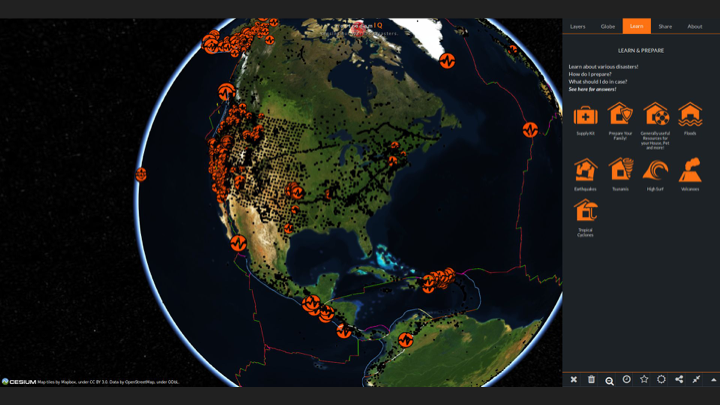 Layers Globe Learn Share About
IQ
LEARN & PREPARE
Learn about various disasters!
How do I prepare?
What should I do in case?
See here for answers!
Supply Kit
Prepare Your
Family!
Generally useful
Resources for
your House, Pet
and more!
Floods
Earthquakes
Tsunamis
High Surf
Volcanoes
Tropical
Cyclones
CESIUM Map tiles by Mapbox, under CC BY 3.0. Data by OpenStreetMap, under ODbL.